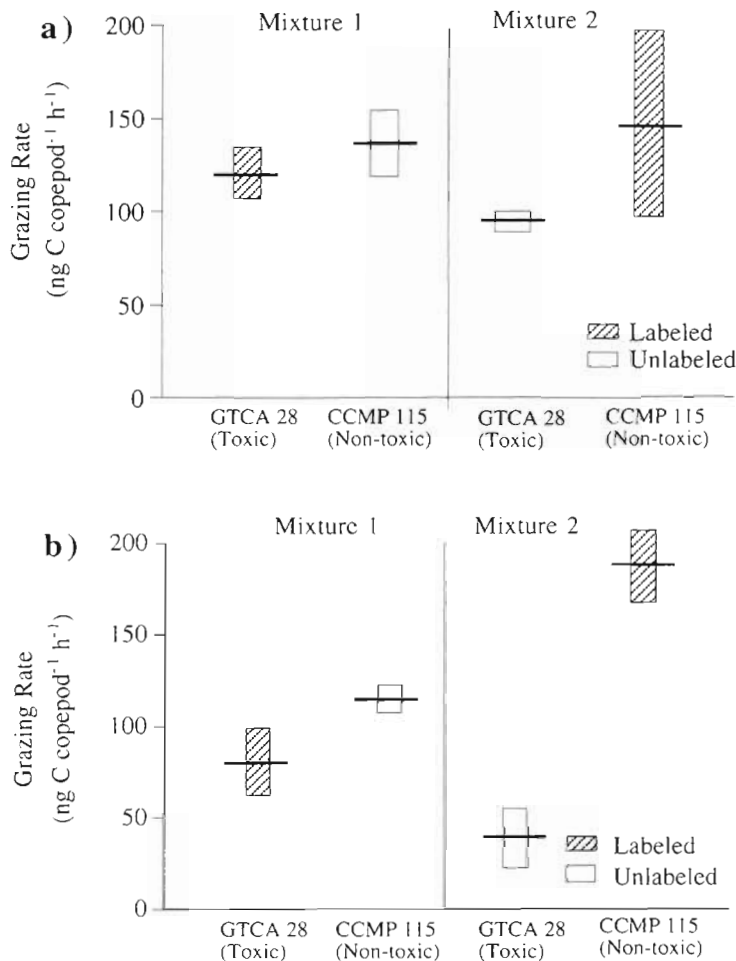 a)
Mixture 1 Mixture 2
Grazing Rate
(ng C copepod⁻¹ h⁻¹)
200
150
100
50
0
Labeled
Unlabeled
GTCA 28 CCMP 115 GTCA 28 CCMP 115
(Toxic) (Non-toxic) (Toxic) (Non-toxic)
b)
Mixture 1 Mixture 2
Grazing Rate
(ng C copepod⁻¹ h⁻¹)
200
150
100
50
0
Labeled
Unlabeled
GTCA 28 CCMP 115 GTCA 28 CCMP 115
(Toxic) (Non-toxic) (Toxic) (Non-toxic)